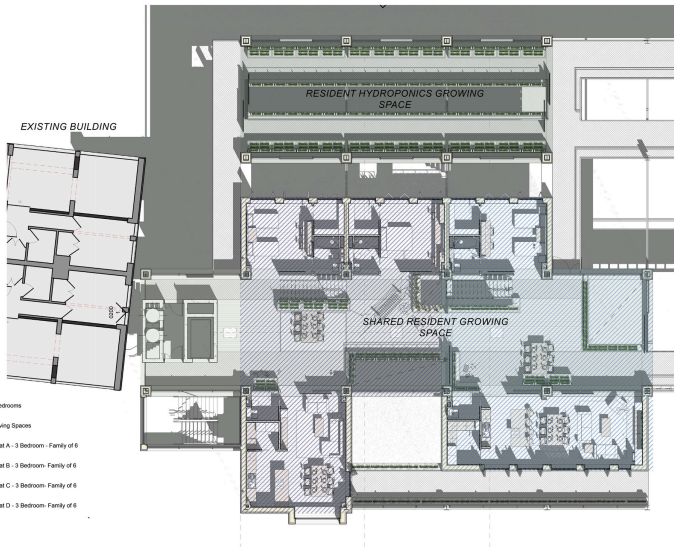 RESIDENT HYDROPONICS GROWING
SPACE
EXISTING BUILDING
SHARED RESIDENT GROWING
SPACE
edrooms
ving Spaces
at A - 3 Bedroom - Family of 6
at B - 3 Bedroom- Family of 6
at C - 3 Bedroom- Family of 6
at D - 3 Bedroom- Family of 6